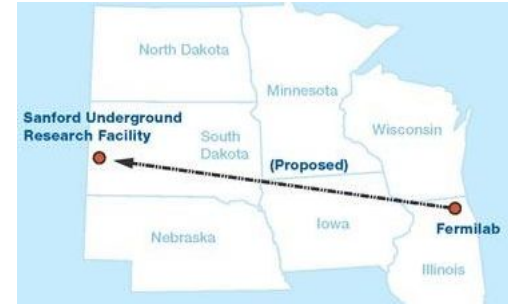 North Dakota
Minnesota
Sanford Underground
Research Facility
South
Dakota
Wisconsin
(Proposed)
Fermilab
Nebraska
Iowa
Illinois